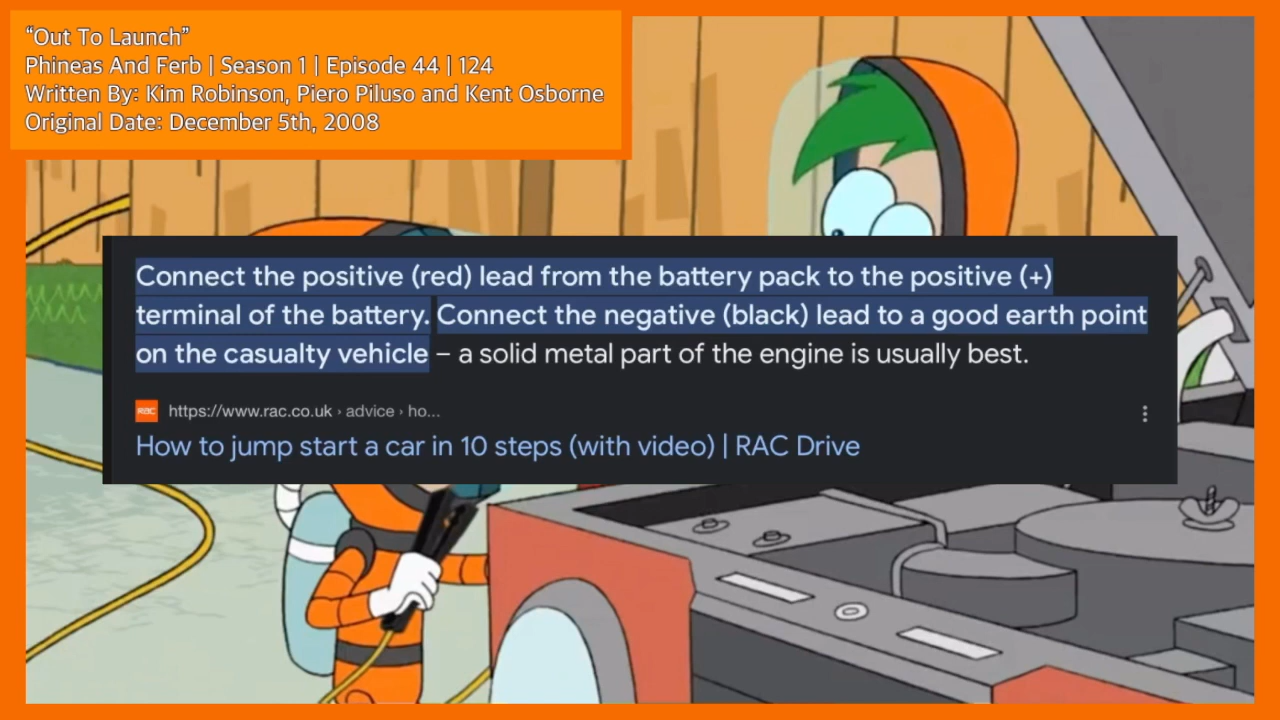 “Out To Launch”
Phineas And Ferb | Season 1 | Episode 44 | 124
Written By: Kim Robinson, Piero Piluso and Kent Osborne
Original Date: December 5th, 2008
Connect the positive (red) lead from the battery pack to the positive (+)
terminal of the battery. Connect the negative (black) lead to a good earth point
on the casualty vehicle – a solid metal part of the engine is usually best.
RAC https://www.rac.co.uk › advice › ho...
How to jump start a car in 10 steps (with video) | RAC Drive